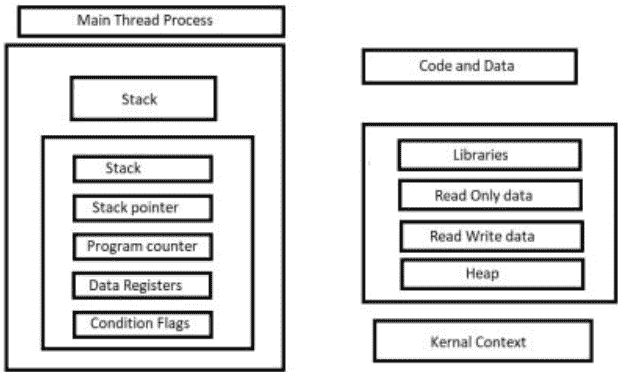 Main Thread Process
Stack
Stack
Stack pointer
Program counter
Data Registers
Condition Flags
Code and Data
Libraries
Read Only data
Read Write data
Heap
Kernal Context